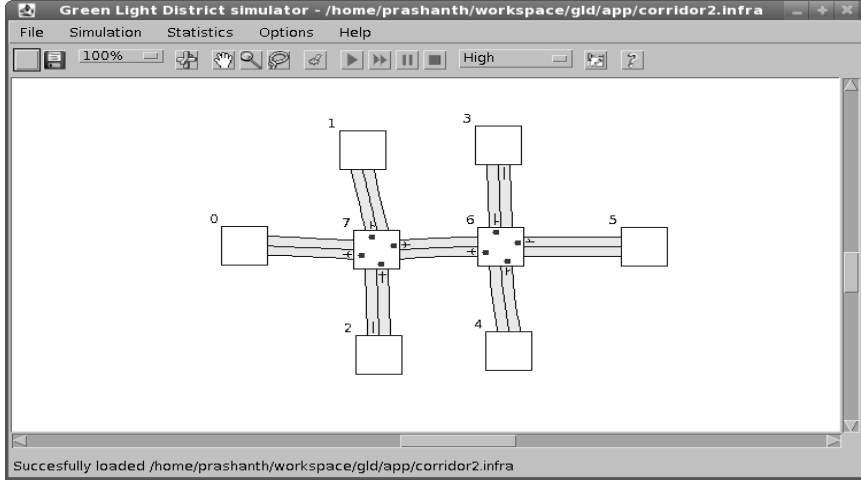 Green Light District simulator - /home/prashanth/workspace/gld/app/corridor2.infra
File Simulation Statistics Options Help
100% High
3
1
0 7 6 5
2 4
Succesfully loaded /home/prashanth/workspace/gld/app/corridor2.infra